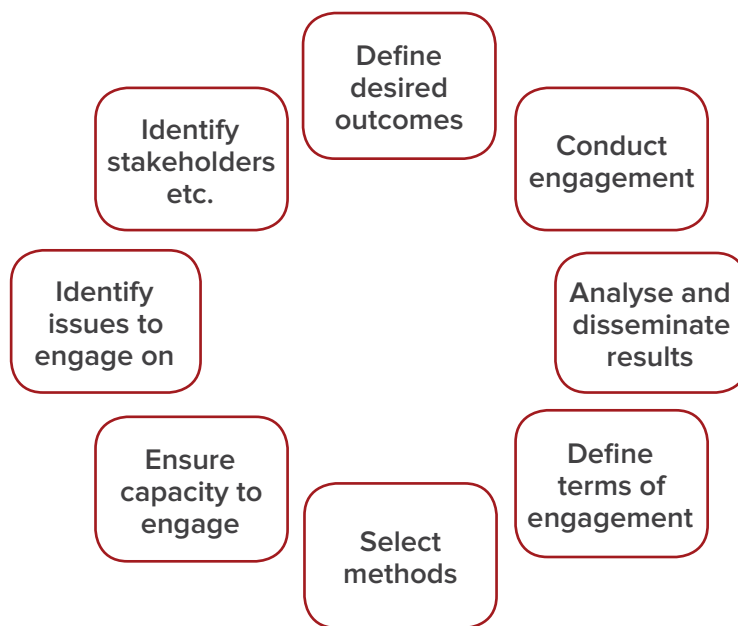 Define
desired
outcomes
Conduct
engagement
Analyse and
disseminate
results
Define
terms of
engagement
Select
methods
Ensure
capacity to
engage
Identify
issues to
engage on
Identify
stakeholders
etc.